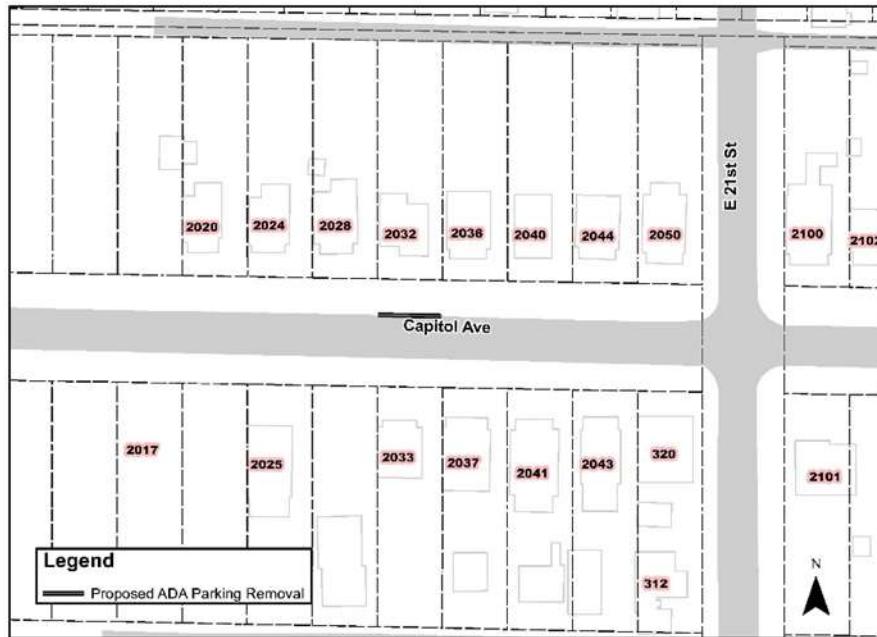 E 21st St
2020 2024 2028 2032 2036 2040 2044 2050 2100 2102
Capitol Ave
2017 2025 2033 2037 2041 2043 320 2101
312
Legend
Proposed ADA Parking Removal
N